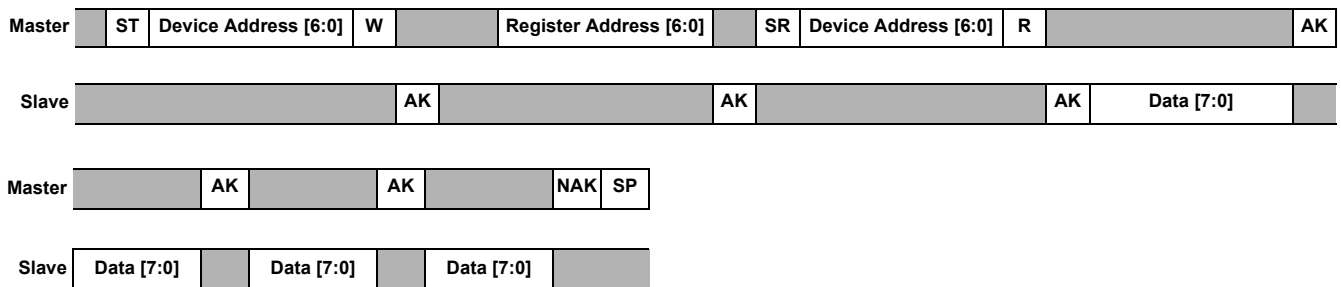 Master ST Device Address [6:0] W Register Address [6:0] SR Device Address [6:0] R AK
Slave AK AK AK Data [7:0]
Master AK AK NAK SP
Slave Data [7:0] Data [7:0] Data [7:0]